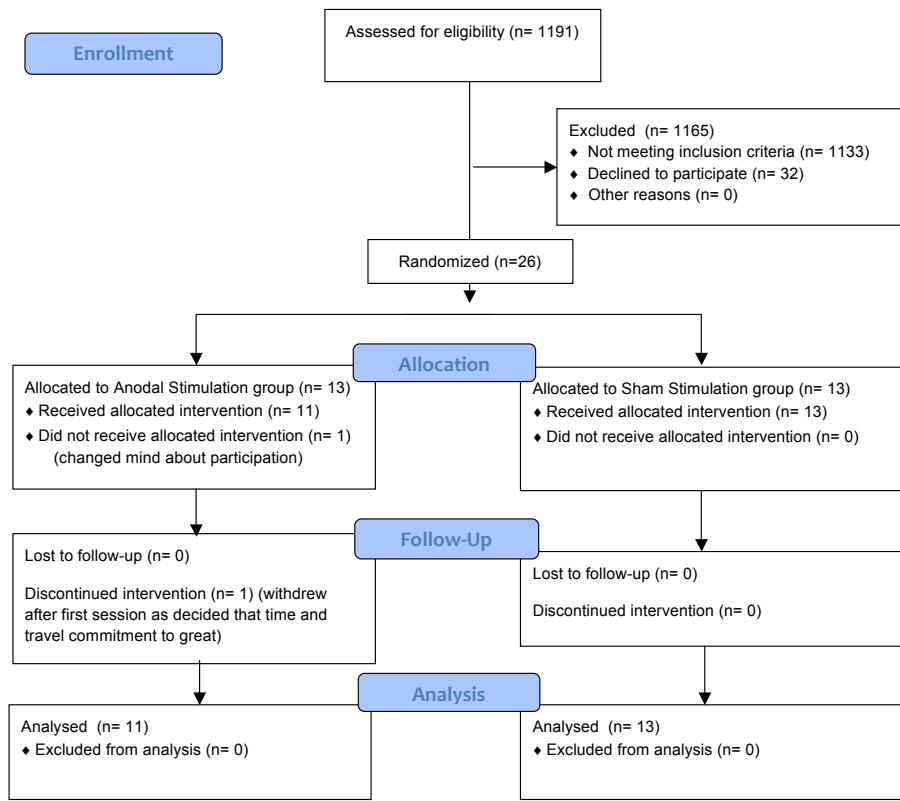 Assessed for eligibility (n= 1191)
Enrollment
Excluded (n= 1165)
♦ Not meeting inclusion criteria (n= 1133)
♦ Declined to participate (n= 32)
♦ Other reasons (n= 0)
Randomized (n=26)
Allocation
Allocated to Anodal Stimulation group (n= 13)
♦ Received allocated intervention (n= 11)
♦ Did not receive allocated intervention (n= 1)
(changed mind about participation)
Allocated to Sham Stimulation group (n= 13)
♦ Received allocated intervention (n= 13)
♦ Did not receive allocated intervention (n= 0)
Follow-Up
Lost to follow-up (n= 0)
Discontinued intervention (n= 1) (withdrew
after first session as decided that time and
travel commitment to great)
Lost to follow-up (n= 0)
Discontinued intervention (n= 0)
Analysis
Analysed (n= 11)
♦ Excluded from analysis (n= 0)
Analysed (n= 13)
♦ Excluded from analysis (n= 0)